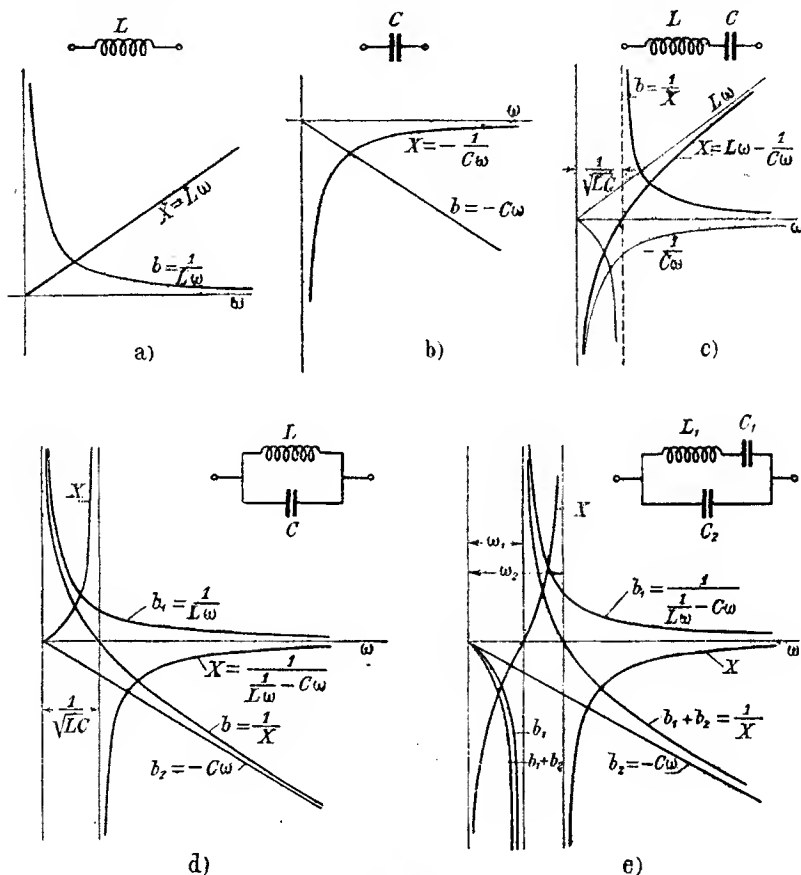 L
X=Lω
b=1/Lω
ω
a)
C
ω
X=-1/Cω
b=-Cω
b)
L C
b=1/X
Lω
X=Lω-1/Cω
1/√LC
ω
-1/Cω
c)
L
C
X
b₁=1/Lω
ω
X=1/(1/Lω-Cω)
1/√LC
b=1/X
b₂=-Cω
d)
L₁ C₁
C₂
X
ω₁
ω₂
b₁=1/(1/Lω-Cω)
ω
X
b₁
b₁+b₂
b₁+b₂=1/X
b₂=-Cω
e)